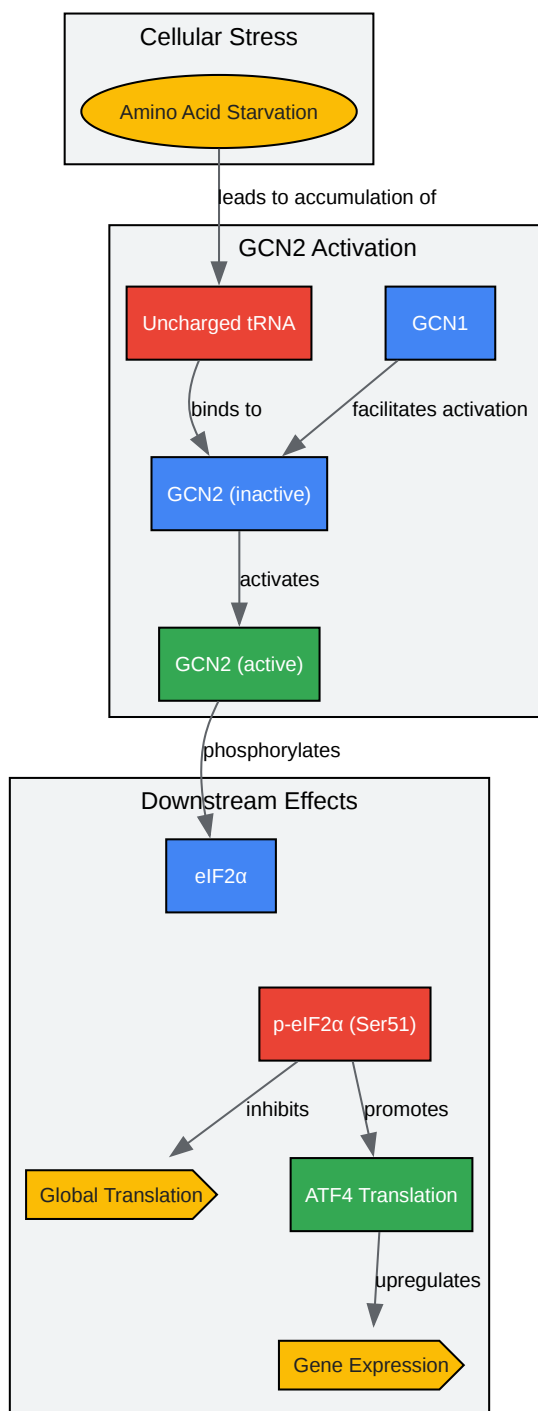 Cellular Stress
Amino Acid Starvation
leads to accumulation of
GCN2 Activation
Uncharged tRNA
GCN1
binds to
facilitates activation
GCN2 (inactive)
activates
GCN2 (active)
phosphorylates
Downstream Effects
eIF2α
p-eIF2α (Ser51)
inhibits
promotes
Global Translation
ATF4 Translation
upregulates
Gene Expression